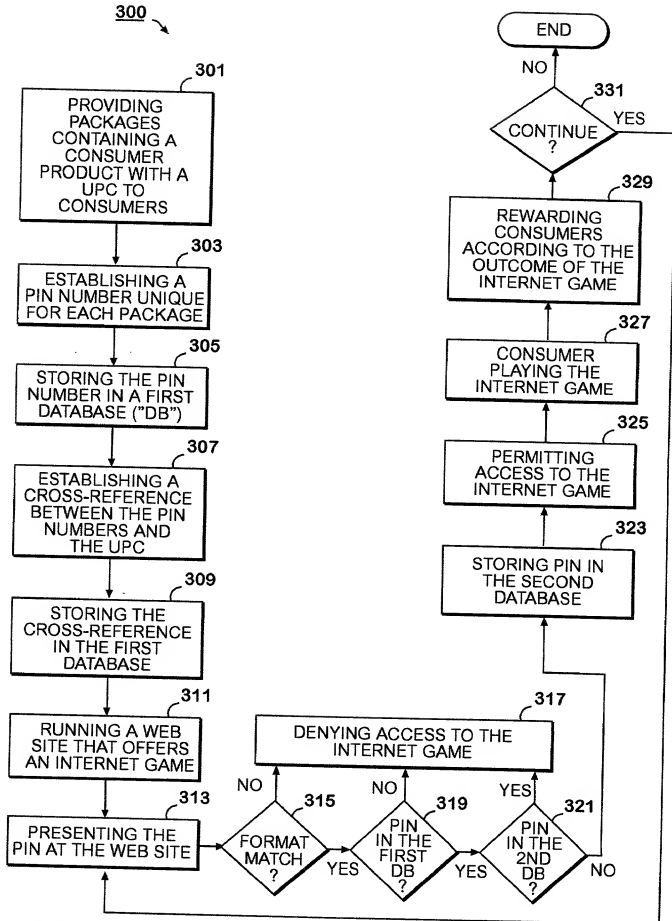 300
301
PROVIDING
PACKAGES
CONTAINING A
CONSUMER
PRODUCT WITH A
UPC TO
CONSUMERS
303
ESTABLISHING A
PIN NUMBER UNIQUE
FOR EACH PACKAGE
305
STORING THE PIN
NUMBER IN A FIRST
DATABASE ("DB")
307
ESTABLISHING A
CROSS-REFERENCE
BETWEEN THE PIN
NUMBERS AND
THE UPC
309
STORING THE
CROSS-REFERENCE
IN THE FIRST
DATABASE
311
RUNNING A WEB
SITE THAT OFFERS
AN INTERNET GAME
313
PRESENTING THE
PIN AT THE WEB SITE
315
FORMAT
MATCH
?
NO
YES
317
DENYING ACCESS TO THE
INTERNET GAME
319
PIN
IN THE
FIRST
DB
?
NO
YES
321
PIN
IN THE
2ND
DB
?
YES
NO
323
STORING PIN IN
THE SECOND
DATABASE
325
PERMITTING
ACCESS TO THE
INTERNET GAME
327
CONSUMER
PLAYING THE
INTERNET GAME
329
REWARDING
CONSUMERS
ACCORDING TO THE
OUTCOME OF THE
INTERNET GAME
331
CONTINUE
?
YES
NO
END